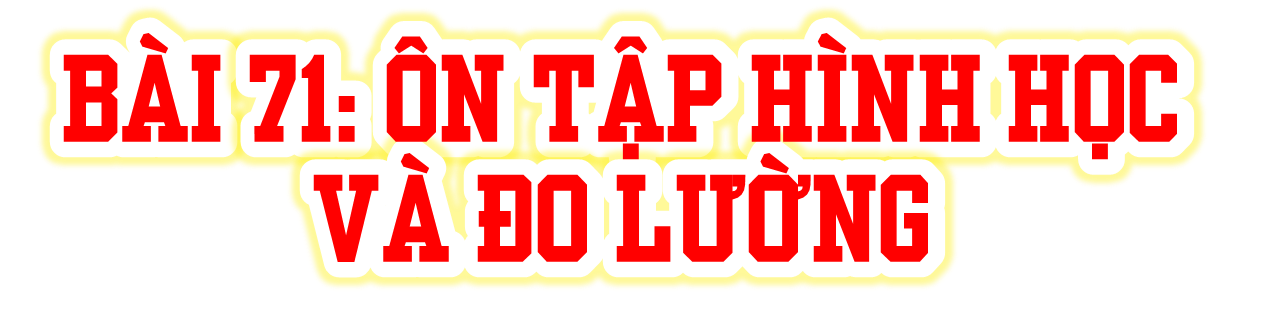 BÀI 71: ÔN TẬP HÌNH HỌC
VÀ ĐO LƯỜNG